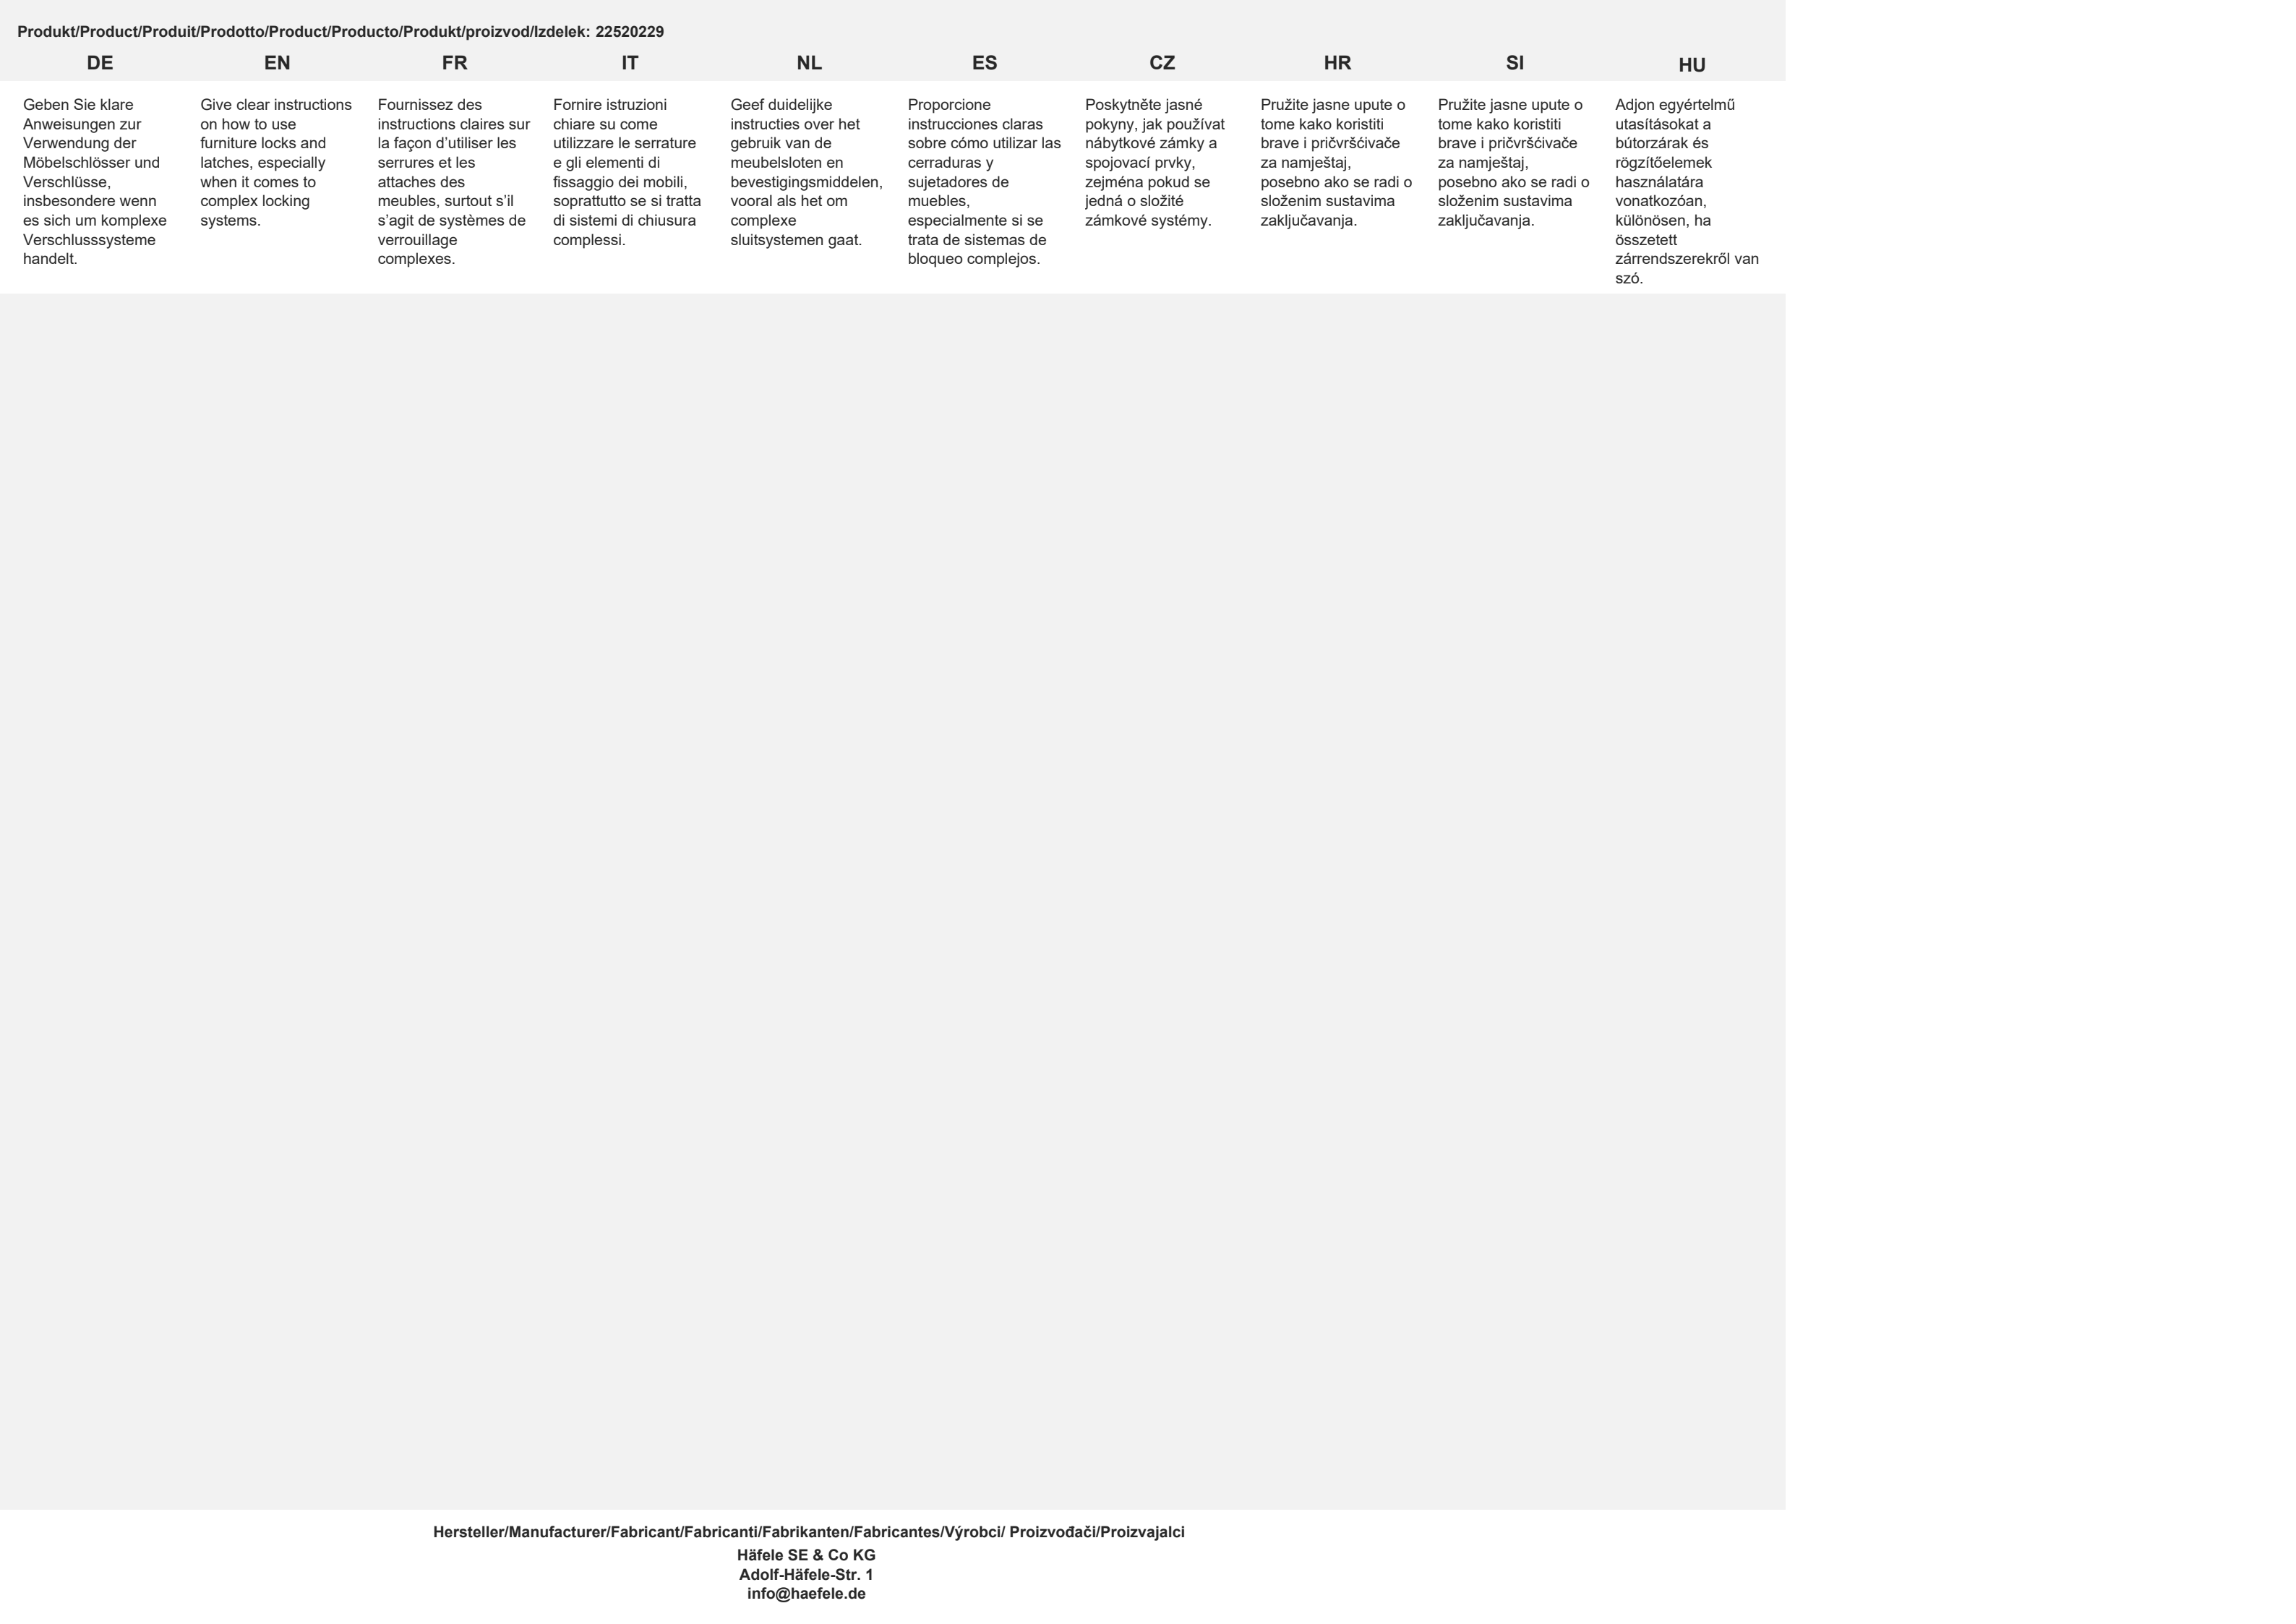 Produkt/Product/Produit/Prodotto/Product/Producto/Produkt/proizvod/Izdelek: 22520229
DE
Geben Sie klare
Anweisungen zur
Verwendung der
Möbelschlösser und
Verschlüsse,
insbesondere wenn
es sich um komplexe
Verschlusssysteme
handelt.
EN
Give clear instructions
on how to use
furniture locks and
latches, especially
when it comes to
complex locking
systems.
FR
Fournissez des
instructions claires sur
la façon d’utiliser les
serrures et les
attaches des
meubles, surtout s’il
s’agit de systèmes de
verrouillage
complexes.
IT
Fornire istruzioni
chiare su come
utilizzare le serrature
e gli elementi di
fissaggio dei mobili,
soprattutto se si tratta
di sistemi di chiusura
complessi.
NL
Geef duidelijke
instructies over het
gebruik van de
meubelsloten en
bevestigingsmiddelen,
vooral als het om
complexe
sluitsystemen gaat.
ES
Proporcione
instrucciones claras
sobre cómo utilizar las
cerraduras y
sujetadores de
muebles,
especialmente si se
trata de sistemas de
bloqueo complejos.
CZ
Poskytněte jasné
pokyny, jak používat
nábytkové zámky a
spojovací prvky,
zejména pokud se
jedná o složité
zámkové systémy.
HR
Pružite jasne upute o
tome kako koristiti
brave i pričvršćivače
za namještaj,
posebno ako se radi o
složenim sustavima
zaključavanja.
SI
Pružite jasne upute o
tome kako koristiti
brave i pričvršćivače
za namještaj,
posebno ako se radi o
složenim sustavima
zaključavanja.
HU
Adjon egyértelmű
utasításokat a
bútorzárak és
rögzítőelemek
használatára
vonatkozóan,
különösen, ha
összetett
zárrendszerekről van
szó.
Hersteller/Manufacturer/Fabricant/Fabricanti/Fabrikanten/Fabricantes/Výrobci/ Proizvođači/Proizvajalci
Häfele SE & Co KG
Adolf-Häfele-Str. 1
info@haefele.de